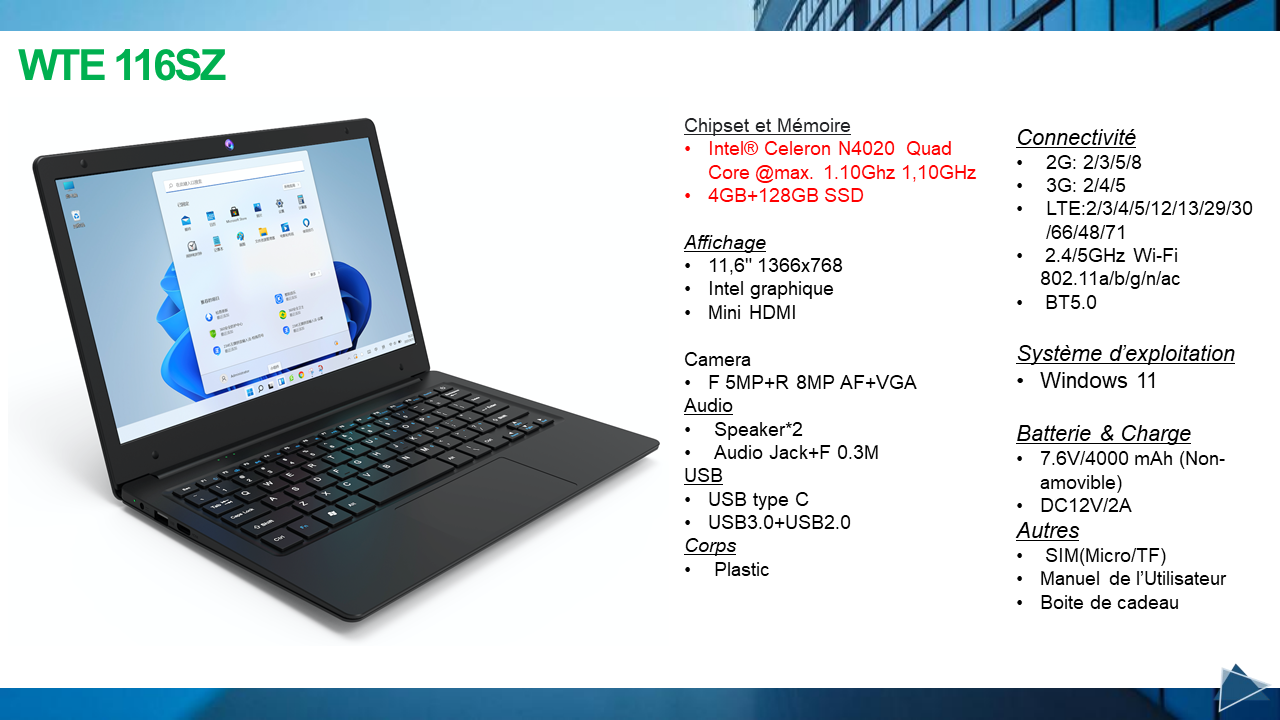 WTE 116SZ
Chipset et Mémoire
• Intel® Celeron N4020 Quad
Core @max. 1.10Ghz 1,10GHz
• 4GB+128GB SSD
Affichage
• 11,6" 1366x768
• Intel graphique
• Mini HDMI
Camera
• F 5MP+R 8MP AF+VGA
Audio
• Speaker*2
• Audio Jack+F 0.3M
USB
• USB type C
• USB3.0+USB2.0
Corps
• Plastic
Connectivité
• 2G: 2/3/5/8
• 3G: 2/4/5
• LTE:2/3/4/5/12/13/29/30
/66/48/71
• 2.4/5GHz Wi-Fi
802.11a/b/g/n/ac
• BT5.0
Système d’exploitation
• Windows 11
Batterie & Charge
• 7.6V/4000 mAh (Non-
amovible)
• DC12V/2A
Autres
• SIM(Micro/TF)
• Manuel de l’Utilisateur
• Boite de cadeau